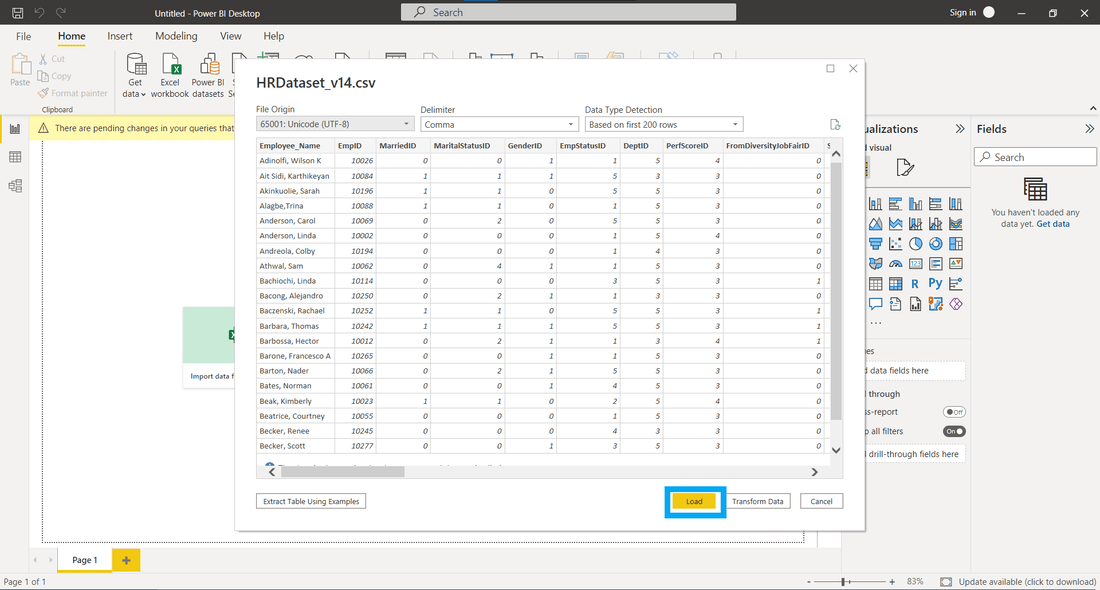 Untitled - Power BI Desktop
Search
Sign in
File Home Insert Modeling View Help
Paste
Cut
Copy
Format painter
Clipboard
Get data
Excel workbook
Power BI datasets
There are pending changes in your queries that
Import data f
HRDataset_v14.csv
File Origin
65001: Unicode (UTF-8)
Delimiter
Comma
Data Type Detection
Based on first 200 rows
Employee_Name EmpID MarriedID MaritalStatusID GenderID EmpStatusID DeptID PerfScoreID FromDiversityJobFairID S
Adinolfi, Wilson K 10026 0 0 1 1 5 4 0
Ait Sidi, Karthikeyan 10084 1 1 1 5 3 3 0
Akinkuolie, Sarah 10196 1 1 0 5 5 3 0
Alagbe,Trina 10088 1 1 0 1 5 3 0
Anderson, Carol 10069 0 2 0 5 5 3 0
Anderson, Linda 10002 0 0 0 1 5 4 0
Andreola, Colby 10194 0 0 0 1 4 3 0
Athwal, Sam 10062 0 4 1 1 5 3 0
Bachiochi, Linda 10114 0 0 0 3 5 3 1
Bacong, Alejandro 10250 0 2 1 1 3 3 0
Baczenski, Rachael 10252 1 1 0 5 5 3 1
Barbara, Thomas 10242 1 1 1 5 5 3 1
Barbossa, Hector 10012 0 2 1 1 3 4 1
Barone, Francesco A 10265 0 0 1 1 5 3 0
Barton, Nader 10066 0 2 1 5 5 3 0
Bates, Norman 10061 0 0 1 4 5 3 0
Beak, Kimberly 10023 1 1 0 2 5 4 0
Beatrice, Courtney 10055 0 0 0 1 5 3 0
Becker, Renee 10245 0 0 0 4 3 3 0
Becker, Scott 10277 0 0 1 3 5 3 0
Extract Table Using Examples
Load
Transform Data
Cancel
ualizations
d visual
R
Py
123
es
d data fields here
l through
ss-report
Off
p all filters
On
d drill-through fields here
Fields
Search
You haven't loaded any
data yet. Get data
Page 1
Page 1 of 1
83%
Update available (click to download)